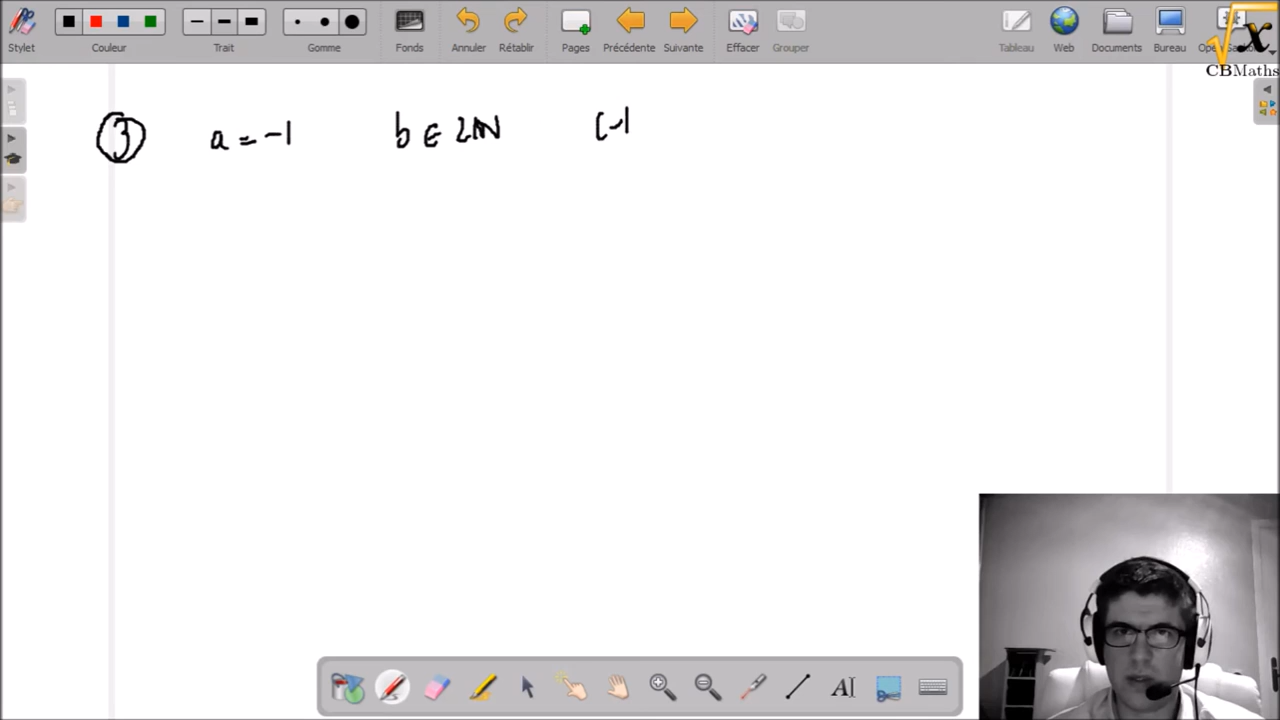 Stylet Couleur Trait Gomme Fonds Annuler Rétablir Pages Précédente Suivante Effacer Grouper Tableau Web Documents Bureau
√x
CBMaths
③ a = -1 b ∈ 2ℕ (-1
AI